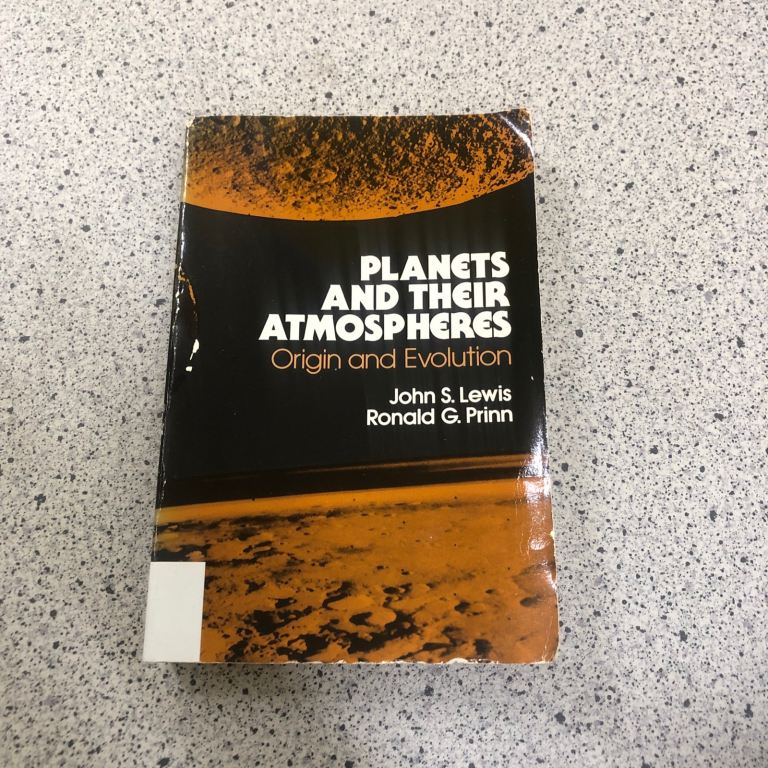 PLANETS
AND THEIR
ATMOSPHERES
Origin and Evolution
John S. Lewis
Ronald G. Prinn